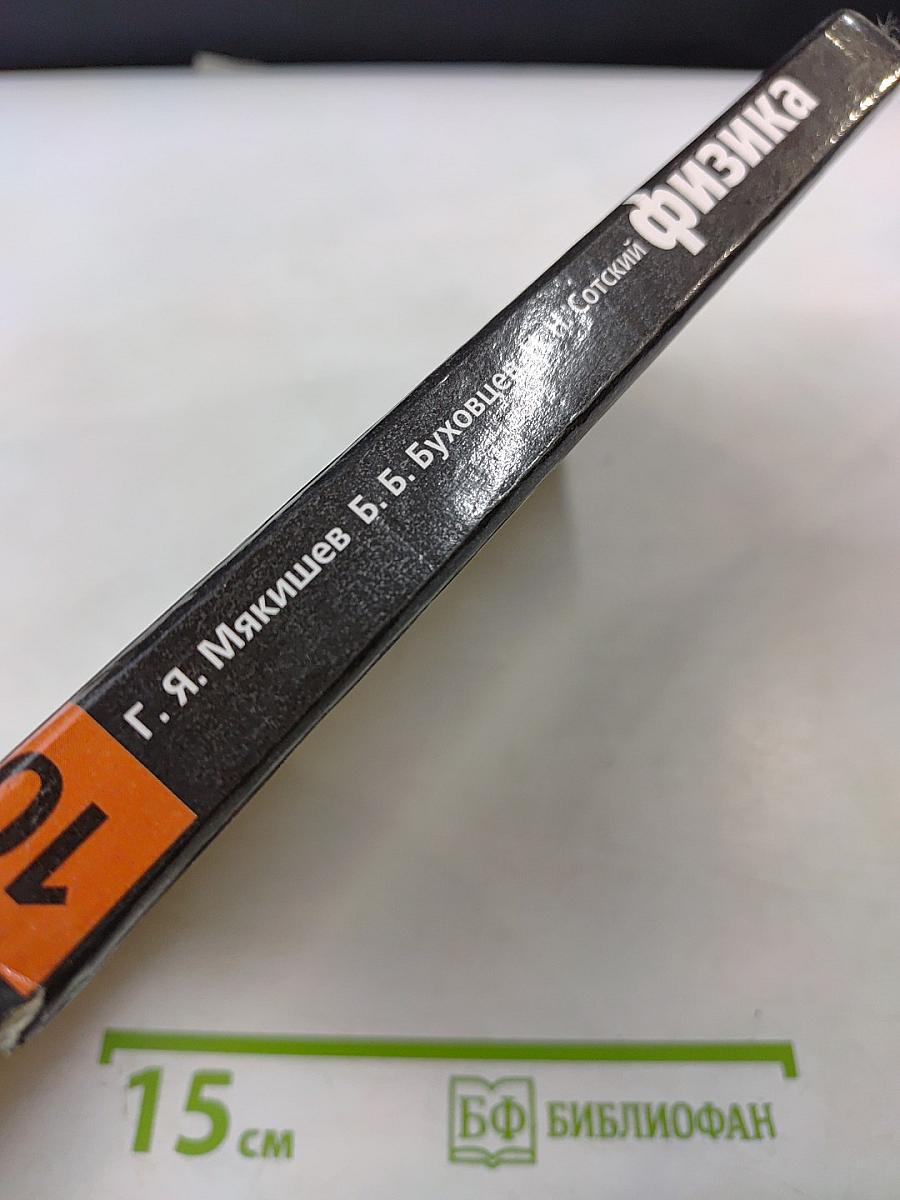 Г. Я. Мякишев Б. Б. Буховцев Н. Н. Сотский физика
10
15 см
БФ БИБЛИОФАН